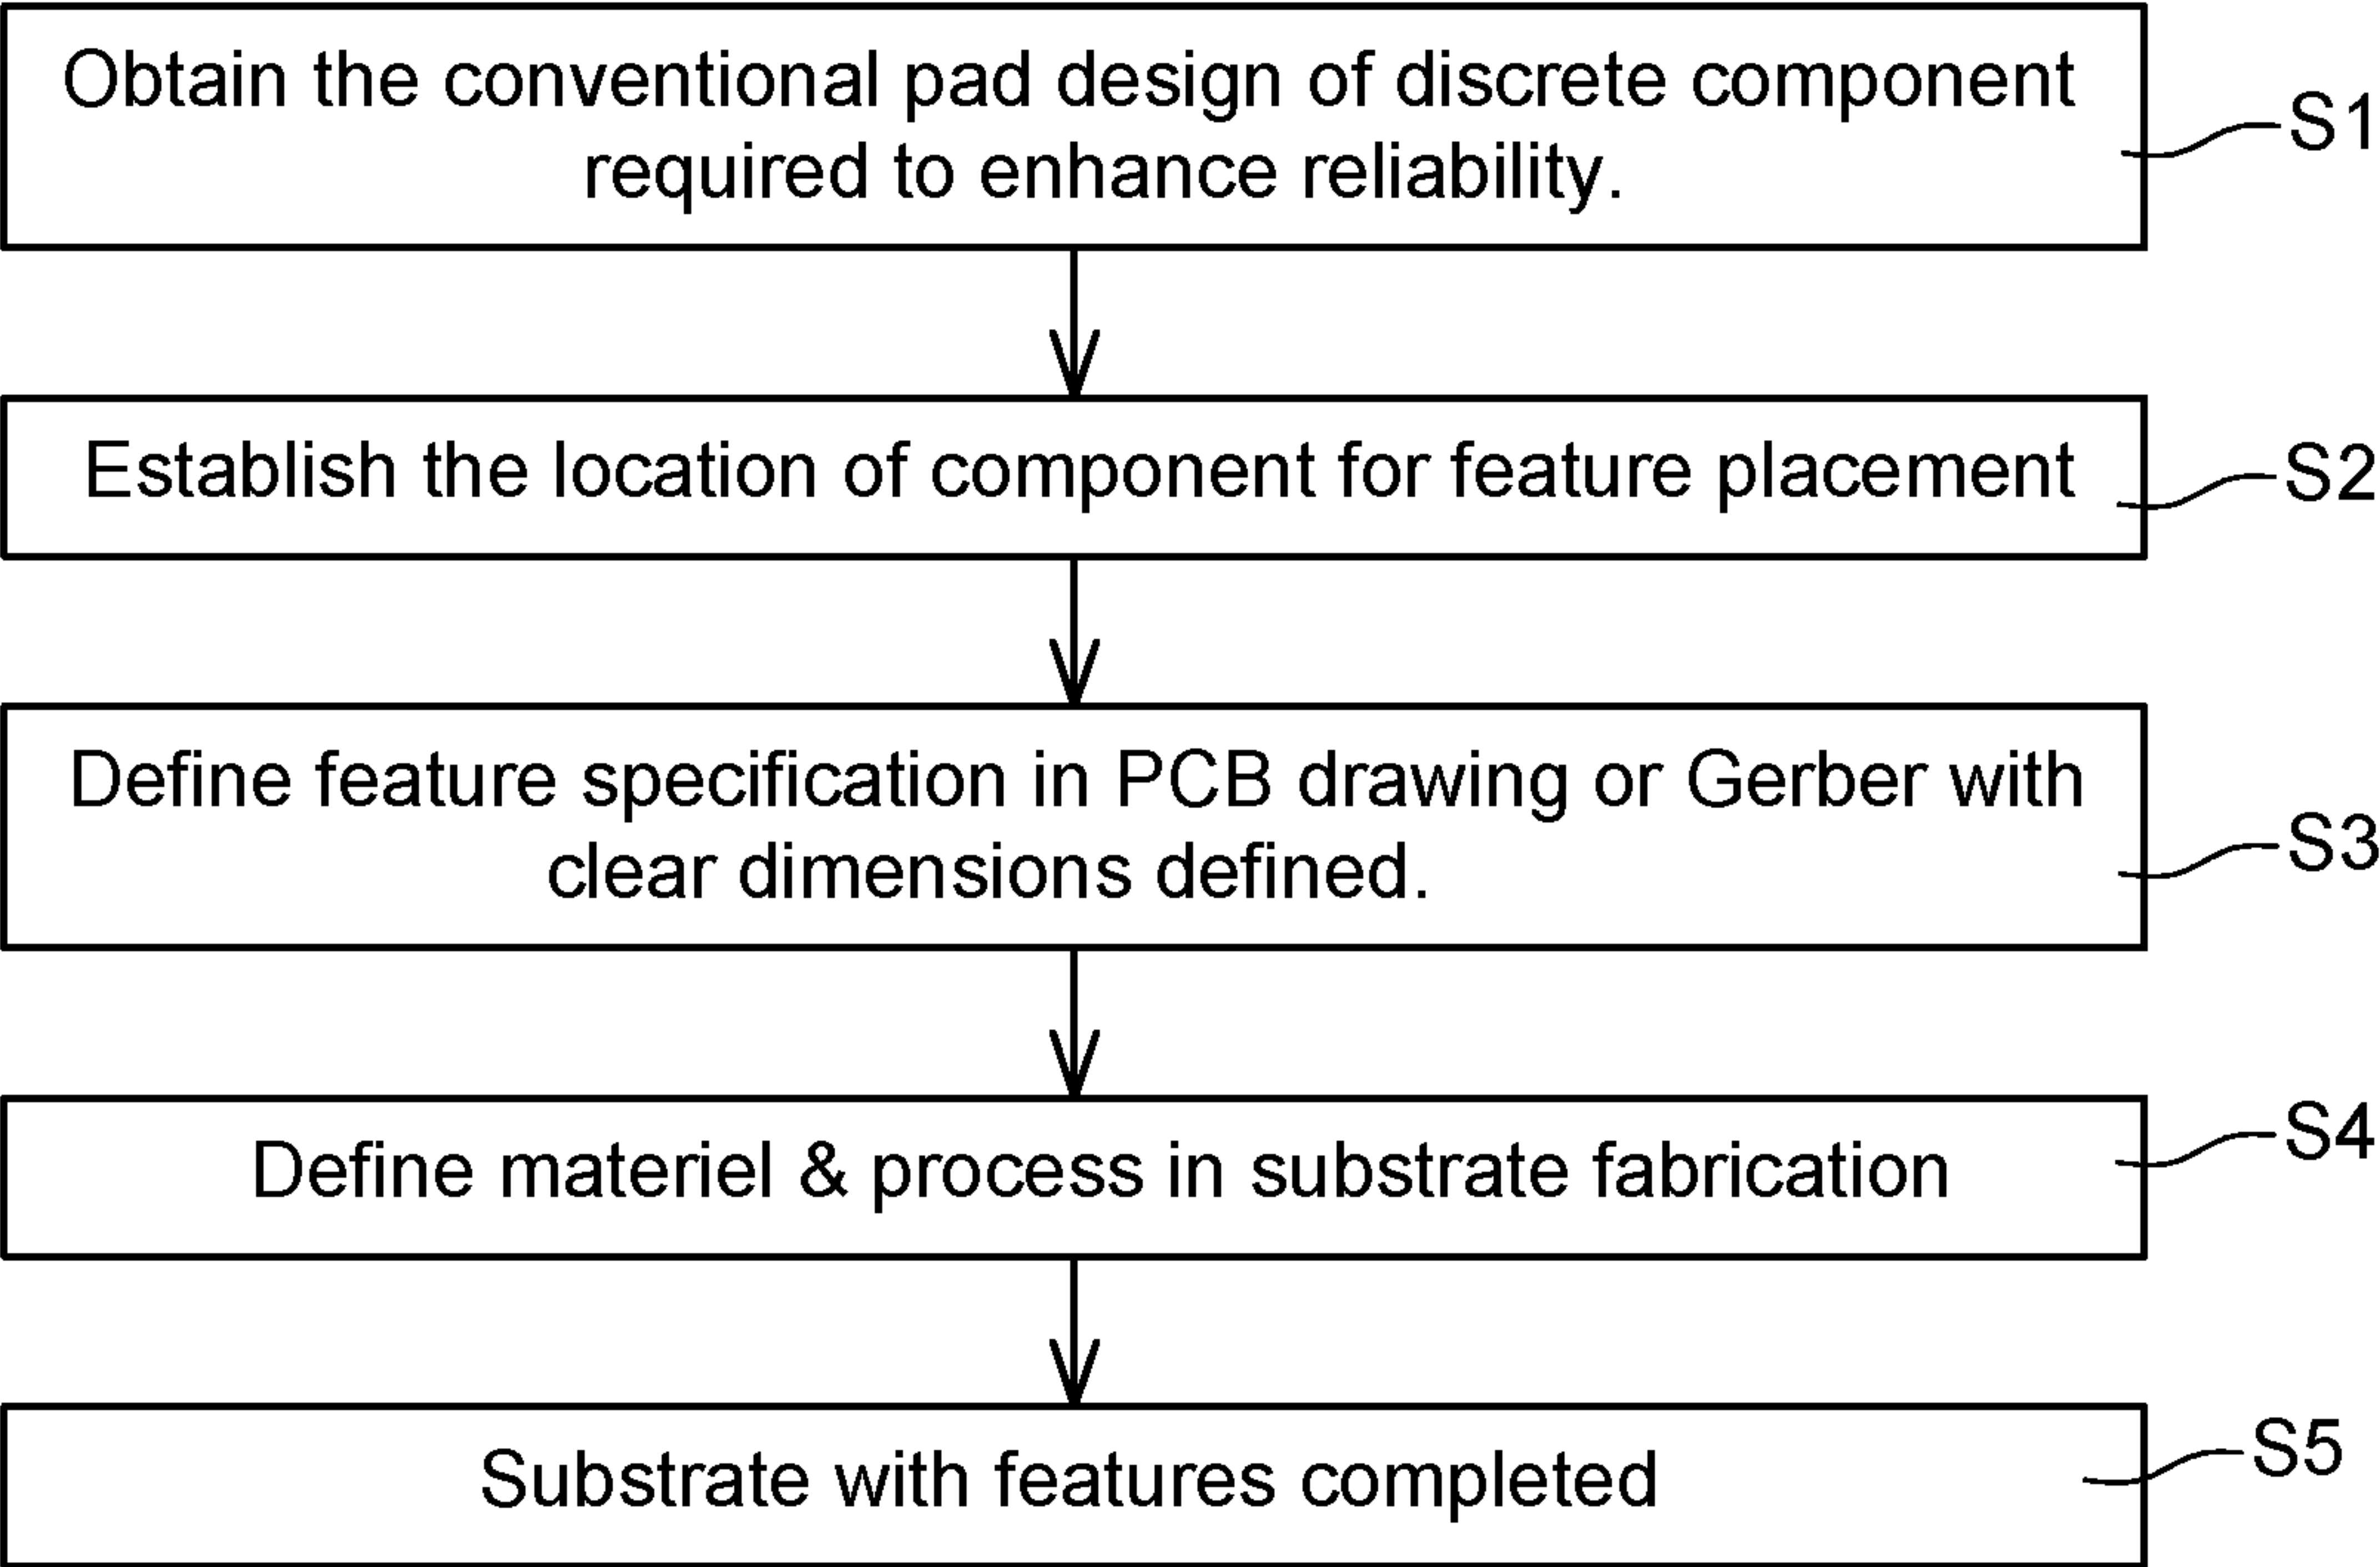 Obtain the conventional pad design of discrete component
required to enhance reliability.
S1
Establish the location of component for feature placement
S2
Define feature specification in PCB drawing or Gerber with
clear dimensions defined.
S3
Define materiel & process in substrate fabrication
S4
Substrate with features completed
S5